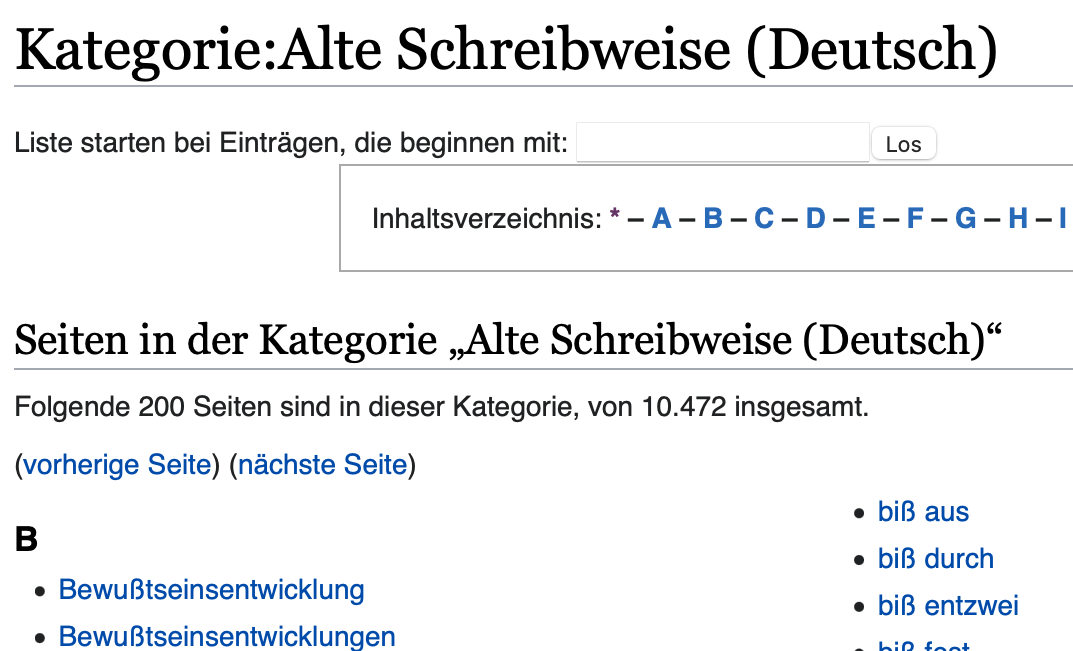 Kategorie:Alte Schreibweise (Deutsch)
Liste starten bei Einträgen, die beginnen mit: Los
Inhaltsverzeichnis: * – A – B – C – D – E – F – G – H – I
Seiten in der Kategorie „Alte Schreibweise (Deutsch)“
Folgende 200 Seiten sind in dieser Kategorie, von 10.472 insgesamt.
(vorherige Seite) (nächste Seite)
B
• Bewußtseinsentwicklung
• Bewußtseinsentwicklungen
• biß aus
• biß durch
• biß entzwei
• biß fest